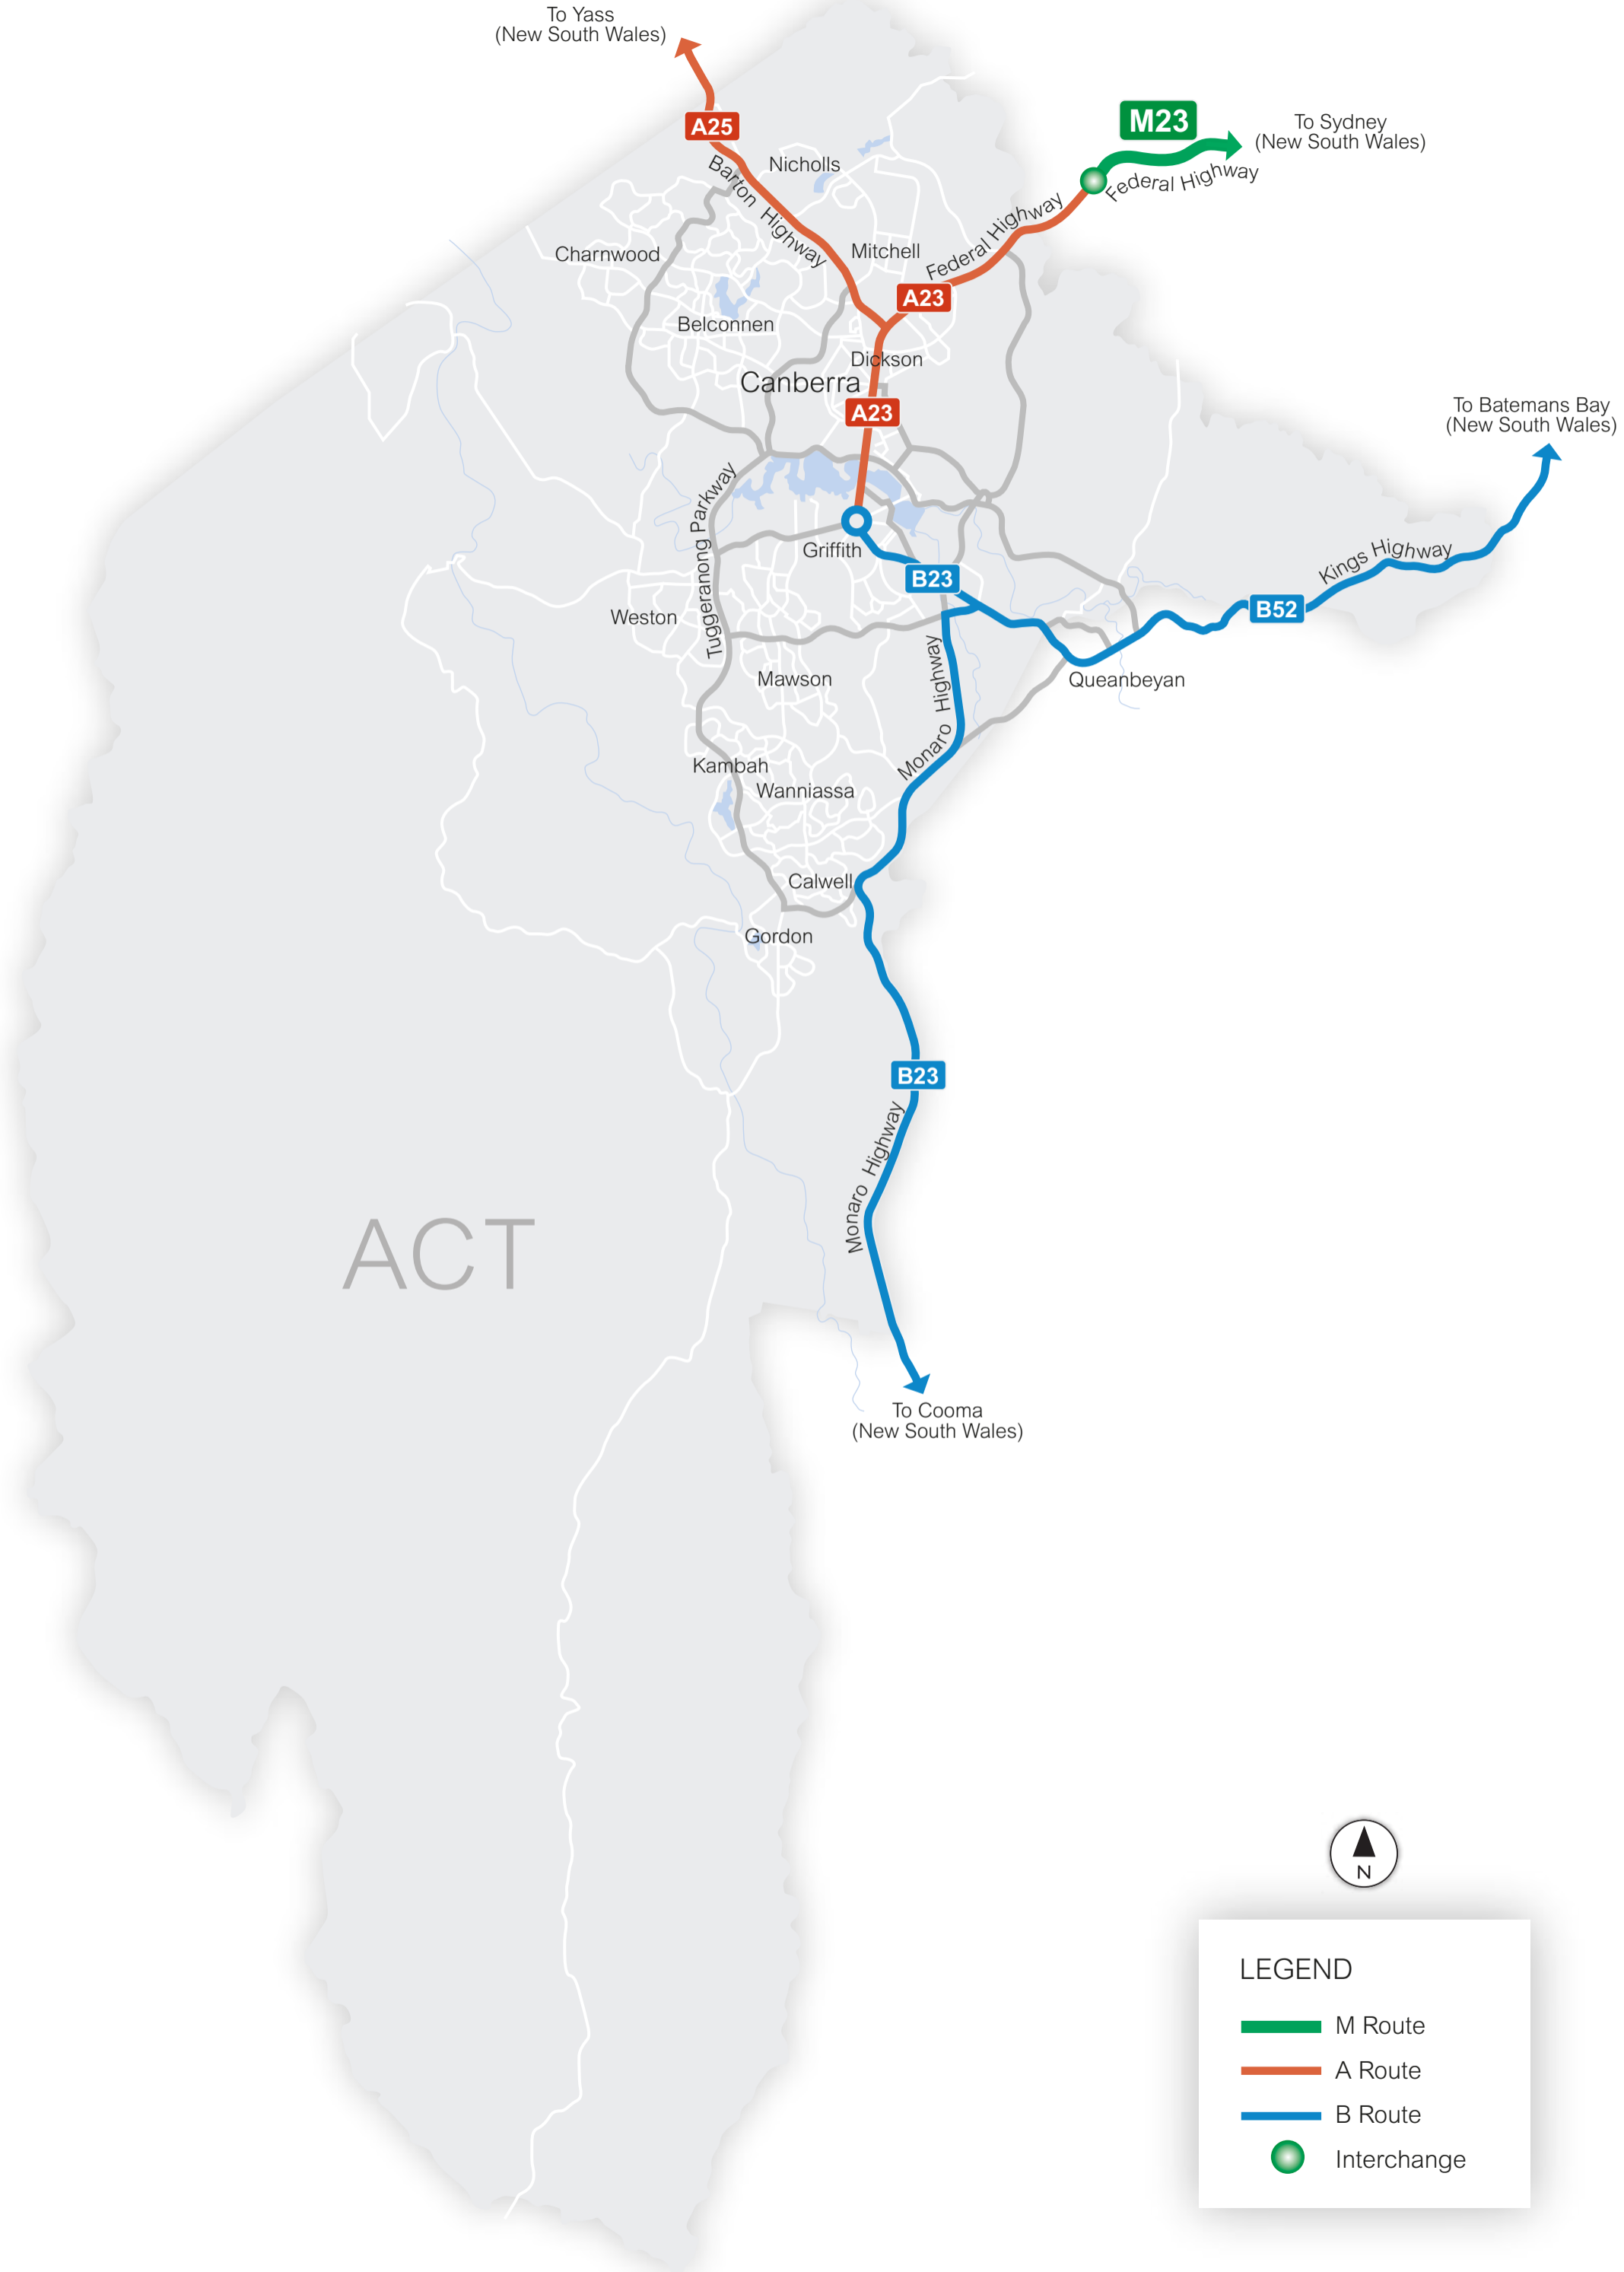 To Yass
(New South Wales)
A25
M23
To Sydney
(New South Wales)
Federal Highway
Barton Highway
Nicholls
Federal Highway
Charnwood
Mitchell
A23
Belconnen
Dickson
Canberra
A23
To Batemans Bay
(New South Wales)
Tuggeranong Parkway
Griffith
Kings Highway
B23
B52
Weston
Monaro Highway
Mawson
Queanbeyan
Kambah
Wanniassa
Calwell
Gordon
B23
Monaro Highway
ACT
To Cooma
(New South Wales)
N
LEGEND
M Route
A Route
B Route
Interchange